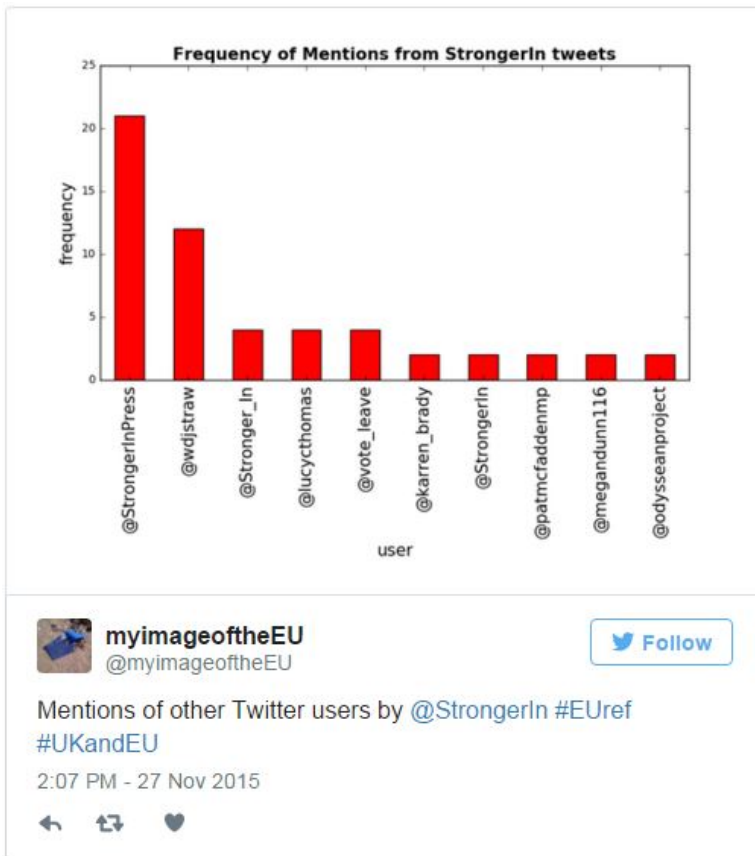 Frequency of Mentions from StrongerIn tweets
25
20
15
10
5
0
frequency
@StrongerInPress
@wdjstraw
@Stronger_In
@lucycthomas
@vote_leave
@karren_brady
@StrongerIn
@patmcfaddenmp
@megandunn116
@odysseanproject
user
myimageoftheEU
@myimageoftheEU
Follow
Mentions of other Twitter users by @StrongerIn #EUref
#UKandEU
2:07 PM - 27 Nov 2015